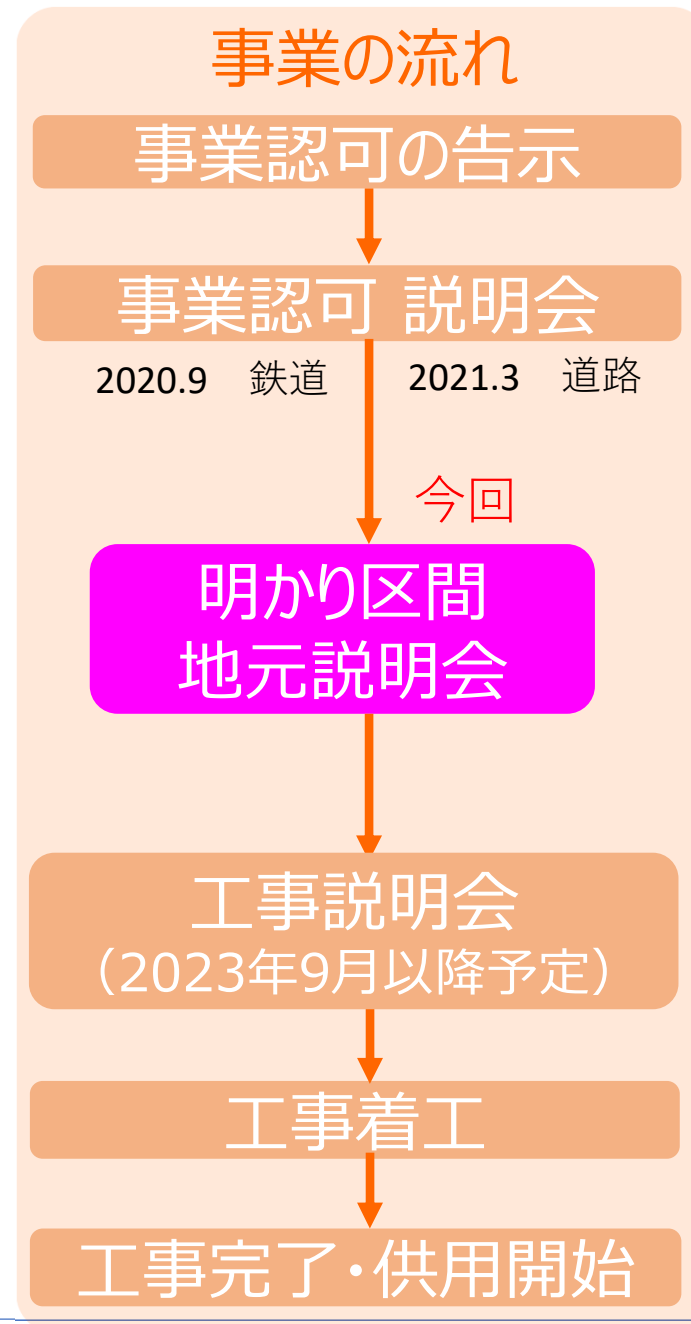 事業の流れ
事業認可の告示
事業認可 説明会
2020.9 鉄道 2021.3 道路
今回
明かり区間
地元説明会
工事説明会
（2023年9月以降予定）
工事着工
工事完了・供用開始